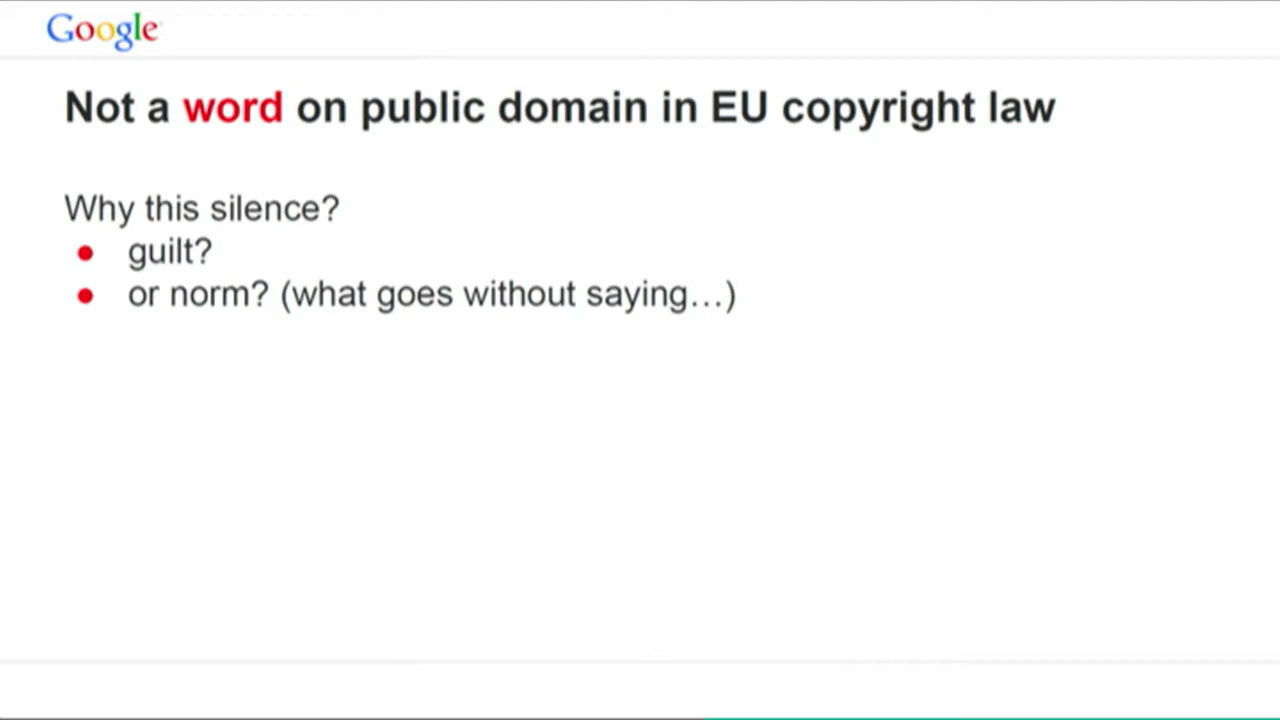 Google
Not a word on public domain in EU copyright law
Why this silence?
● guilt?
● or norm? (what goes without saying…)